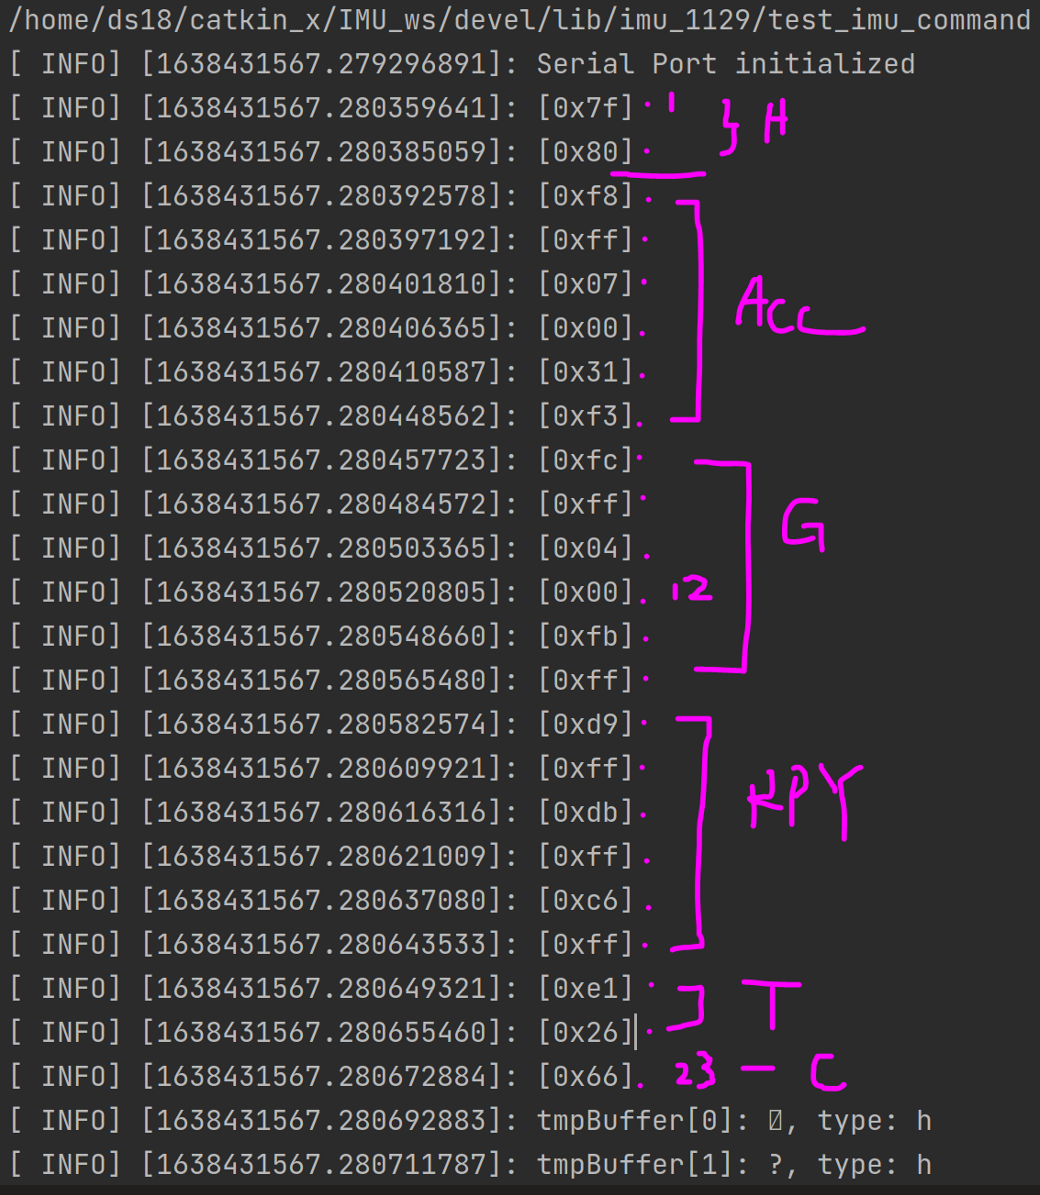 /home/ds18/catkin_x/IMU_ws/devel/lib/imu_1129/test_imu_command
[ INFO] [1638431567.279296891]: Serial Port initialized
[ INFO] [1638431567.280359641]: [0x7f] 1 } H
[ INFO] [1638431567.280385059]: [0x80]
[ INFO] [1638431567.280392578]: [0xf8]
[ INFO] [1638431567.280397192]: [0xff]
[ INFO] [1638431567.280401810]: [0x07]
[ INFO] [1638431567.280406365]: [0x00] Acc
[ INFO] [1638431567.280410587]: [0x31]
[ INFO] [1638431567.280448562]: [0xf3]
[ INFO] [1638431567.280457723]: [0xfc]
[ INFO] [1638431567.280484572]: [0xff] G
[ INFO] [1638431567.280503365]: [0x04]
[ INFO] [1638431567.280520805]: [0x00] 12
[ INFO] [1638431567.280548660]: [0xfb]
[ INFO] [1638431567.280565480]: [0xff]
[ INFO] [1638431567.280582574]: [0xd9]
[ INFO] [1638431567.280609921]: [0xff]
[ INFO] [1638431567.280616316]: [0xdb] RPY
[ INFO] [1638431567.280621009]: [0xff]
[ INFO] [1638431567.280637080]: [0xc6]
[ INFO] [1638431567.280643533]: [0xff]
[ INFO] [1638431567.280649321]: [0xe1] T
[ INFO] [1638431567.280655460]: [0x26]
[ INFO] [1638431567.280672884]: [0x66] 23 - C
[ INFO] [1638431567.280692883]: tmpBuffer[0]: , type: h
[ INFO] [1638431567.280711787]: tmpBuffer[1]: ?, type: h